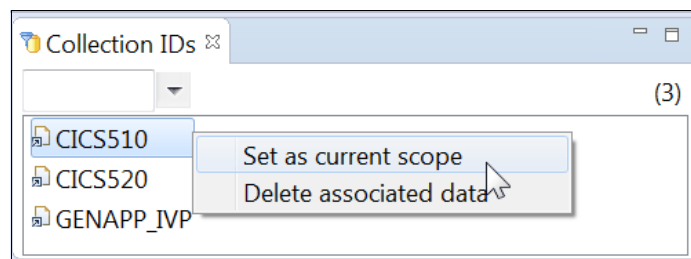 Collection IDs
(3)
CICS510
Set as current scope
CICS520
Delete associated data
GENAPP_IVP